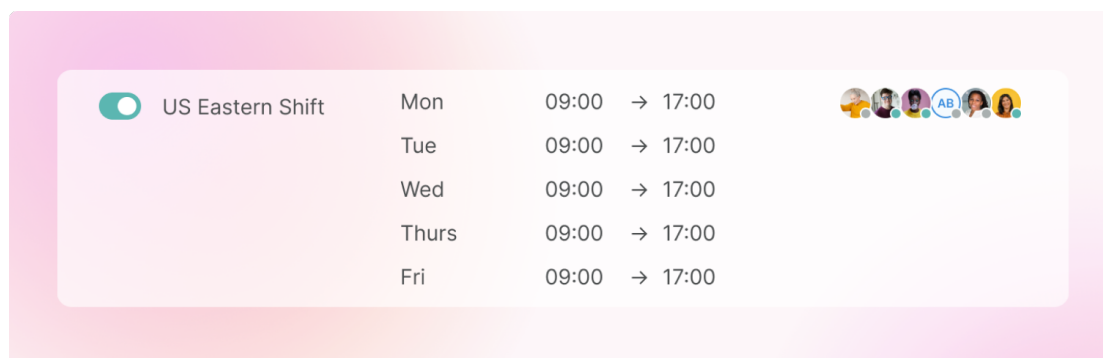 US Eastern Shift Mon 09:00 → 17:00 AB
Tue 09:00 → 17:00
Wed 09:00 → 17:00
Thurs 09:00 → 17:00
Fri 09:00 → 17:00